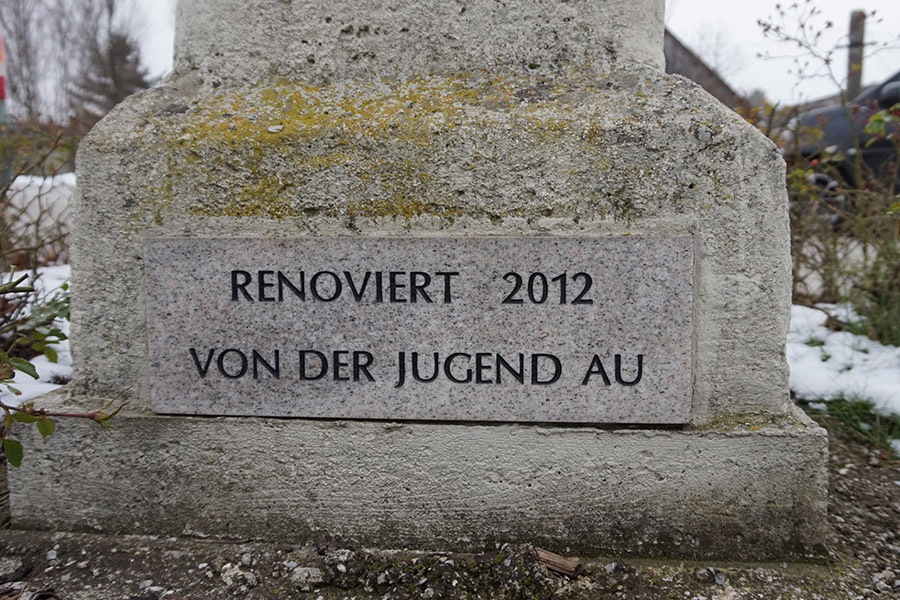 RENOVIERT 2012
VON DER JUGEND AU